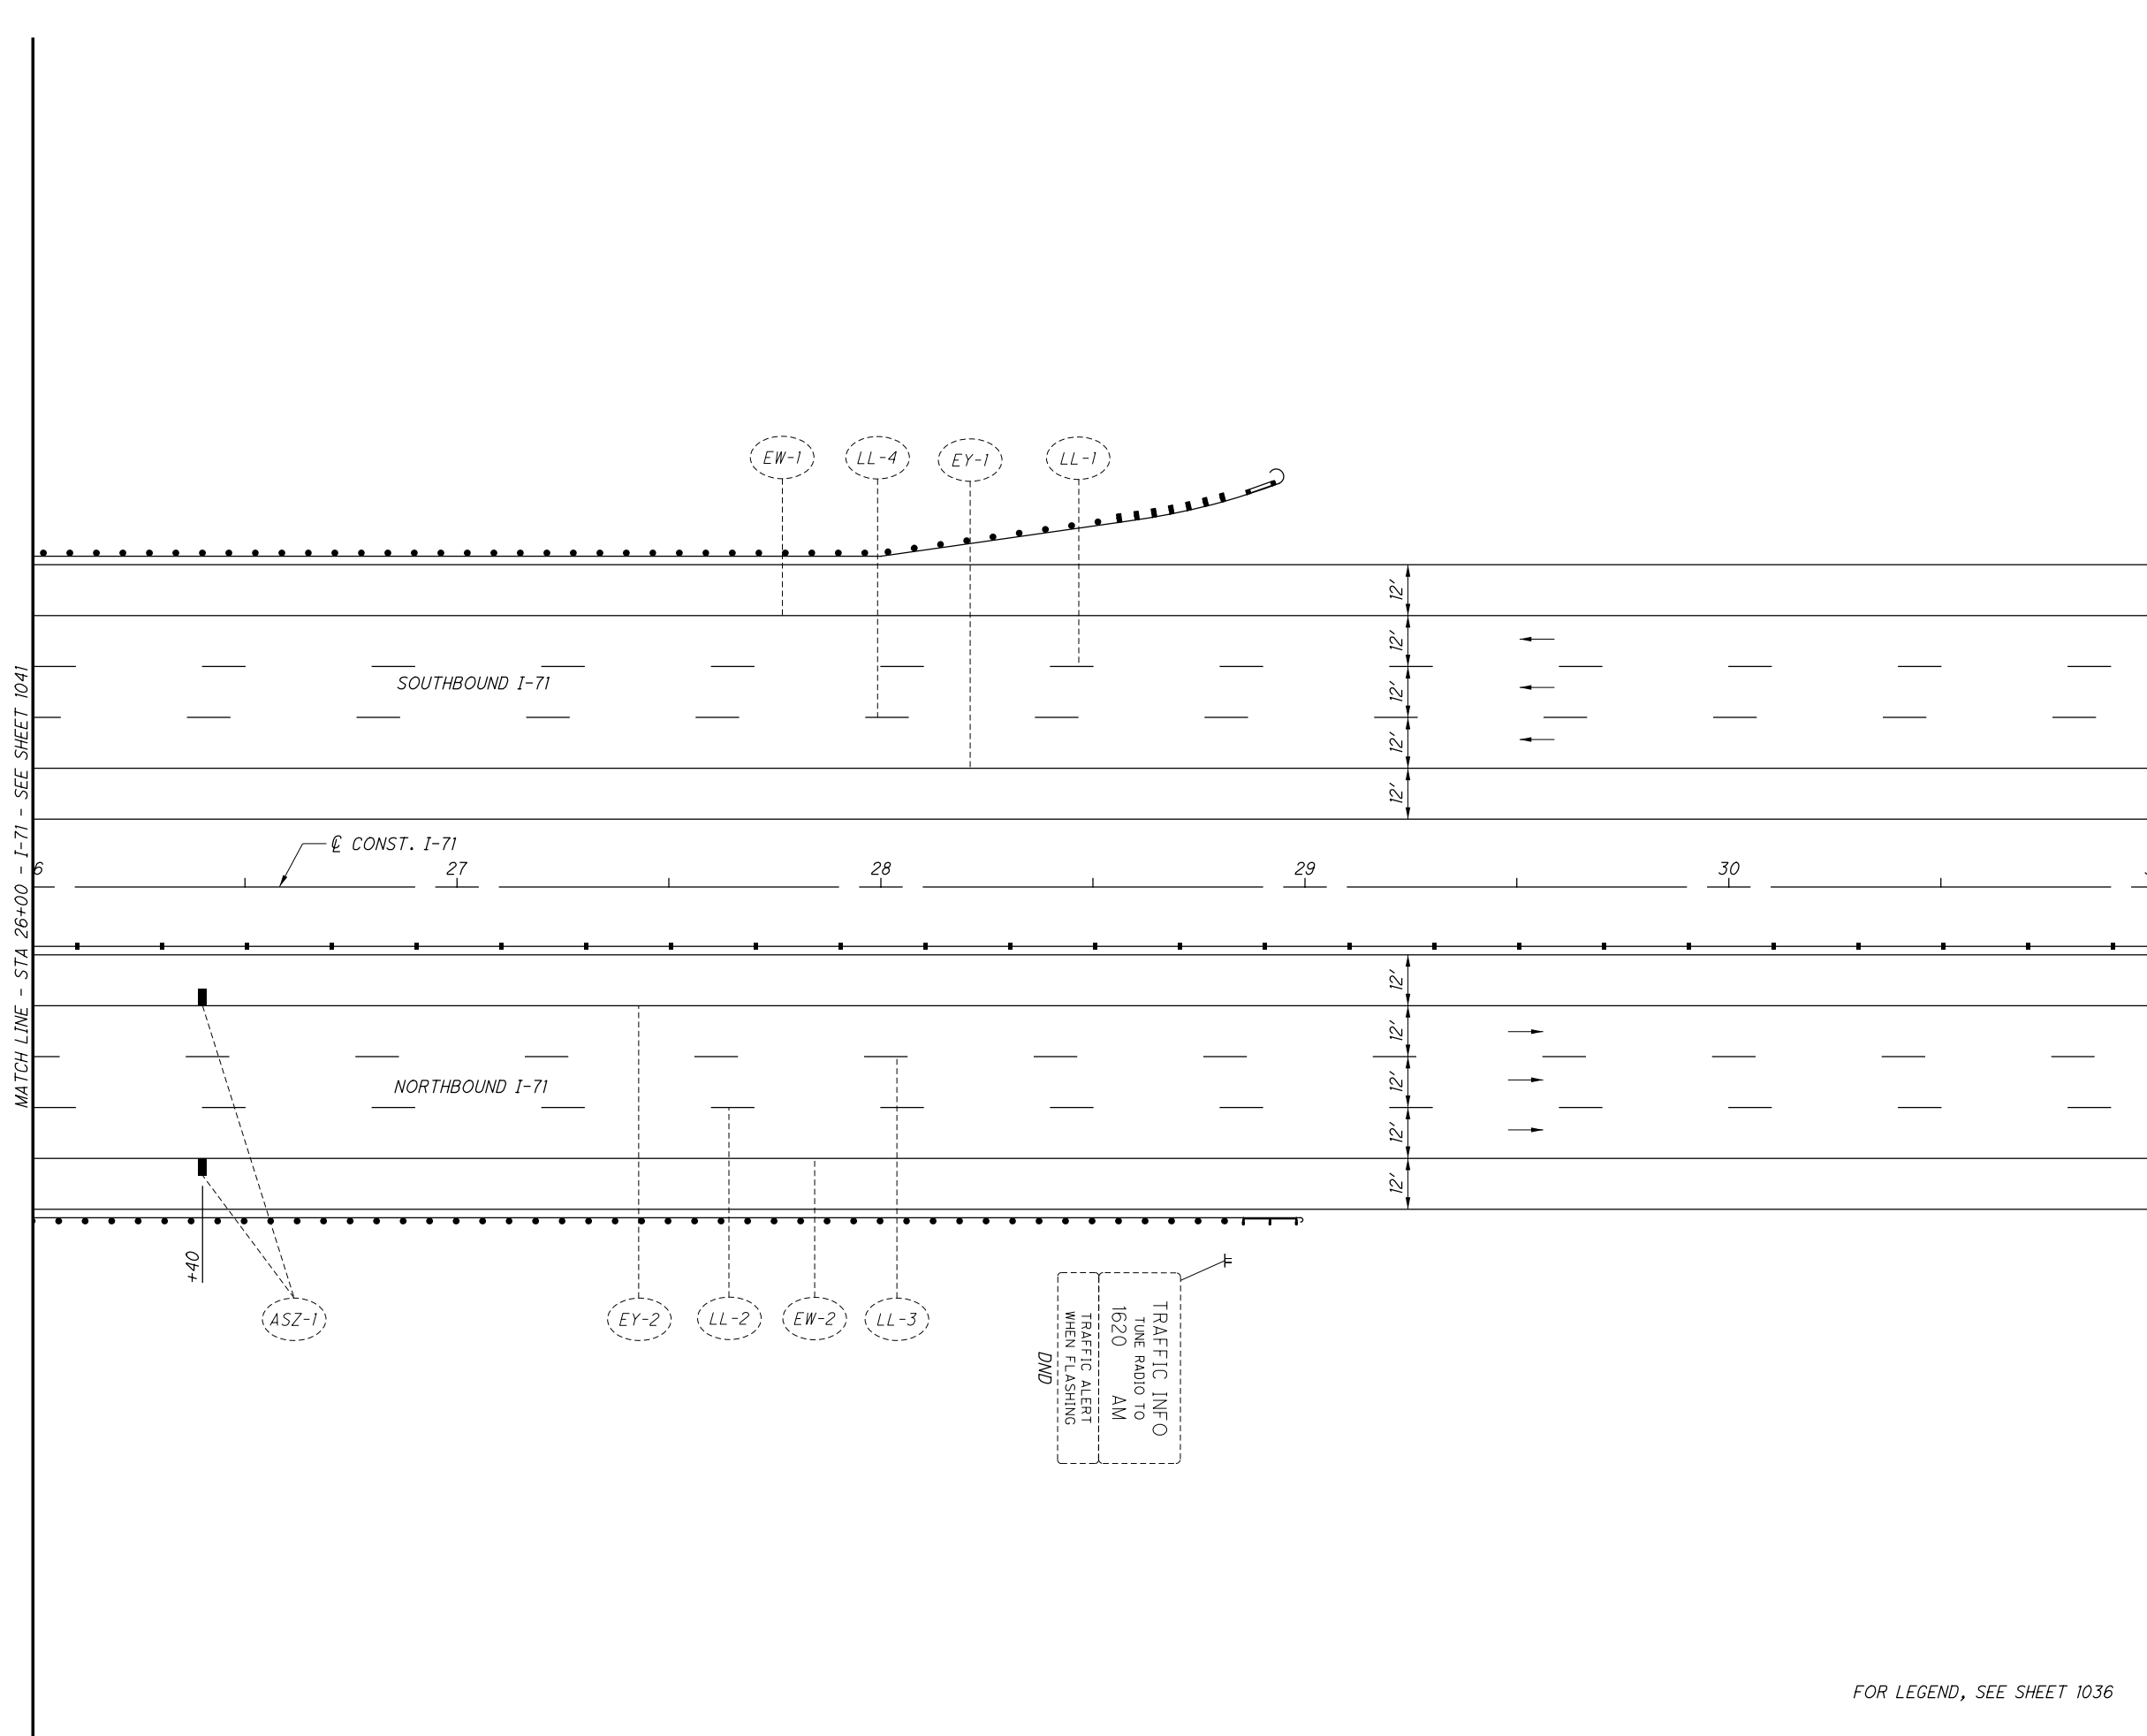 EW-1
LL-4
EY-1
LL-1
12'
12'
SOUTHBOUND I-71
12'
12'
12'
MATCH LINE - STA 26+00 - I-71 - SEE SHEET 1041
℄ CONST. I-71
6
27
28
29
30
12'
12'
NORTHBOUND I-71
12'
12'
12'
+40
ASZ-1
EY-2
LL-2
EW-2
LL-3
TRAFFIC INFO
TUNE RADIO TO
1620 AM
TRAFFIC ALERT
WHEN FLASHING
DND
FOR LEGEND, SEE SHEET 1036